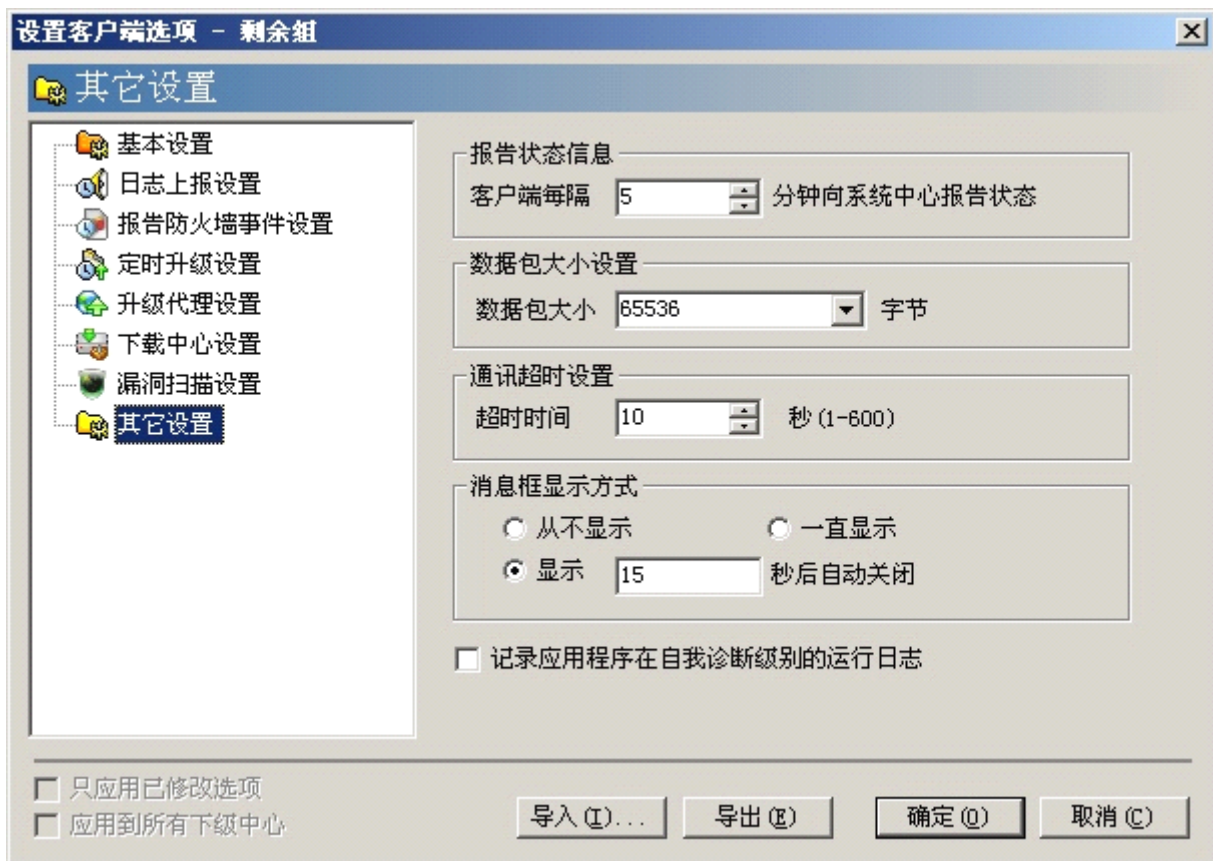 设置客户端选项 - 剩余组
其它设置
基本设置
日志上报设置
报告防火墙事件设置
定时升级设置
升级代理设置
下载中心设置
漏洞扫描设置
其它设置
报告状态信息
客户端每隔 5 分钟向系统中心报告状态
数据包大小设置
数据包大小 65536 字节
通讯超时设置
超时时间 10 秒(1-600)
消息框显示方式
从不显示 一直显示
显示 15 秒后自动关闭
记录应用程序在自我诊断级别的运行日志
只应用已修改选项
应用到所有下级中心
导入(I)... 导出(E) 确定(O) 取消(C)